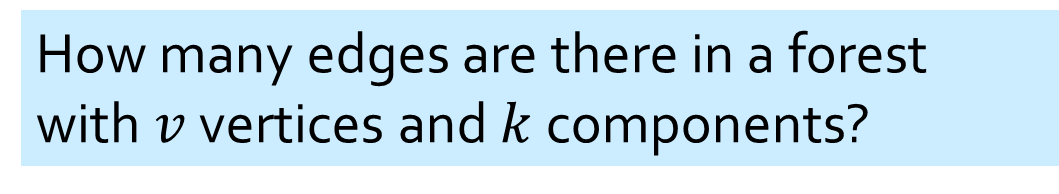 How many edges are there in a forest
with 𝑣 vertices and 𝑘 components?